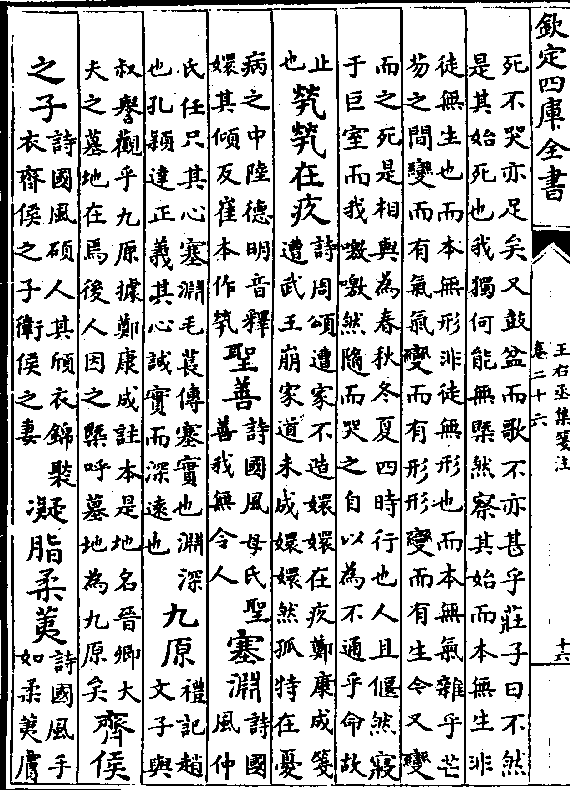 欽定四庫全書
王右丞集箋注
卷二十六
十六
死不哭亦足矣又鼓盆而歌不亦甚乎莊子曰不然
是其始死也我獨何能無槩然察其始而本無生非
徒無生也而本無形非徒無形也而本無氣雜乎芒
芴之間變而有氣氣變而有形形變而有生今又變
而之死是相與為春秋冬夏四時行也人且偃然寢
于巨室而我噭噭然隨而哭之自以為不通乎命故
止
也
煢煢在疚
詩周頌遭家不造嬛嬛在疚鄭康成箋
遭武王崩家道未成嬛嬛然孤特在憂
病之中陸德明音釋
嬛其傾反崔本作煢
聖善
詩國風母氏聖
善我無令人
塞淵
詩國
風仲
氏任只其心塞淵毛萇傳塞實也淵深
也孔穎達正義其心誠實而深遠也
九原
禮記趙
文子與
叔譽觀乎九原據鄭康成註本是地名晉卿大
夫之墓地在焉後人因之槩呼墓地為九原矣
齊侯
之子
詩國風碩人其頎衣錦褧
衣齊侯之子衛侯之妻
凝脂柔荑
詩國風手
如柔荑膚